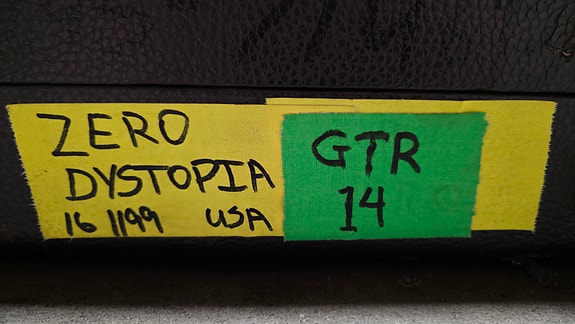 ZERO
DYSTOPIA
16 1199 USA
GTR
14